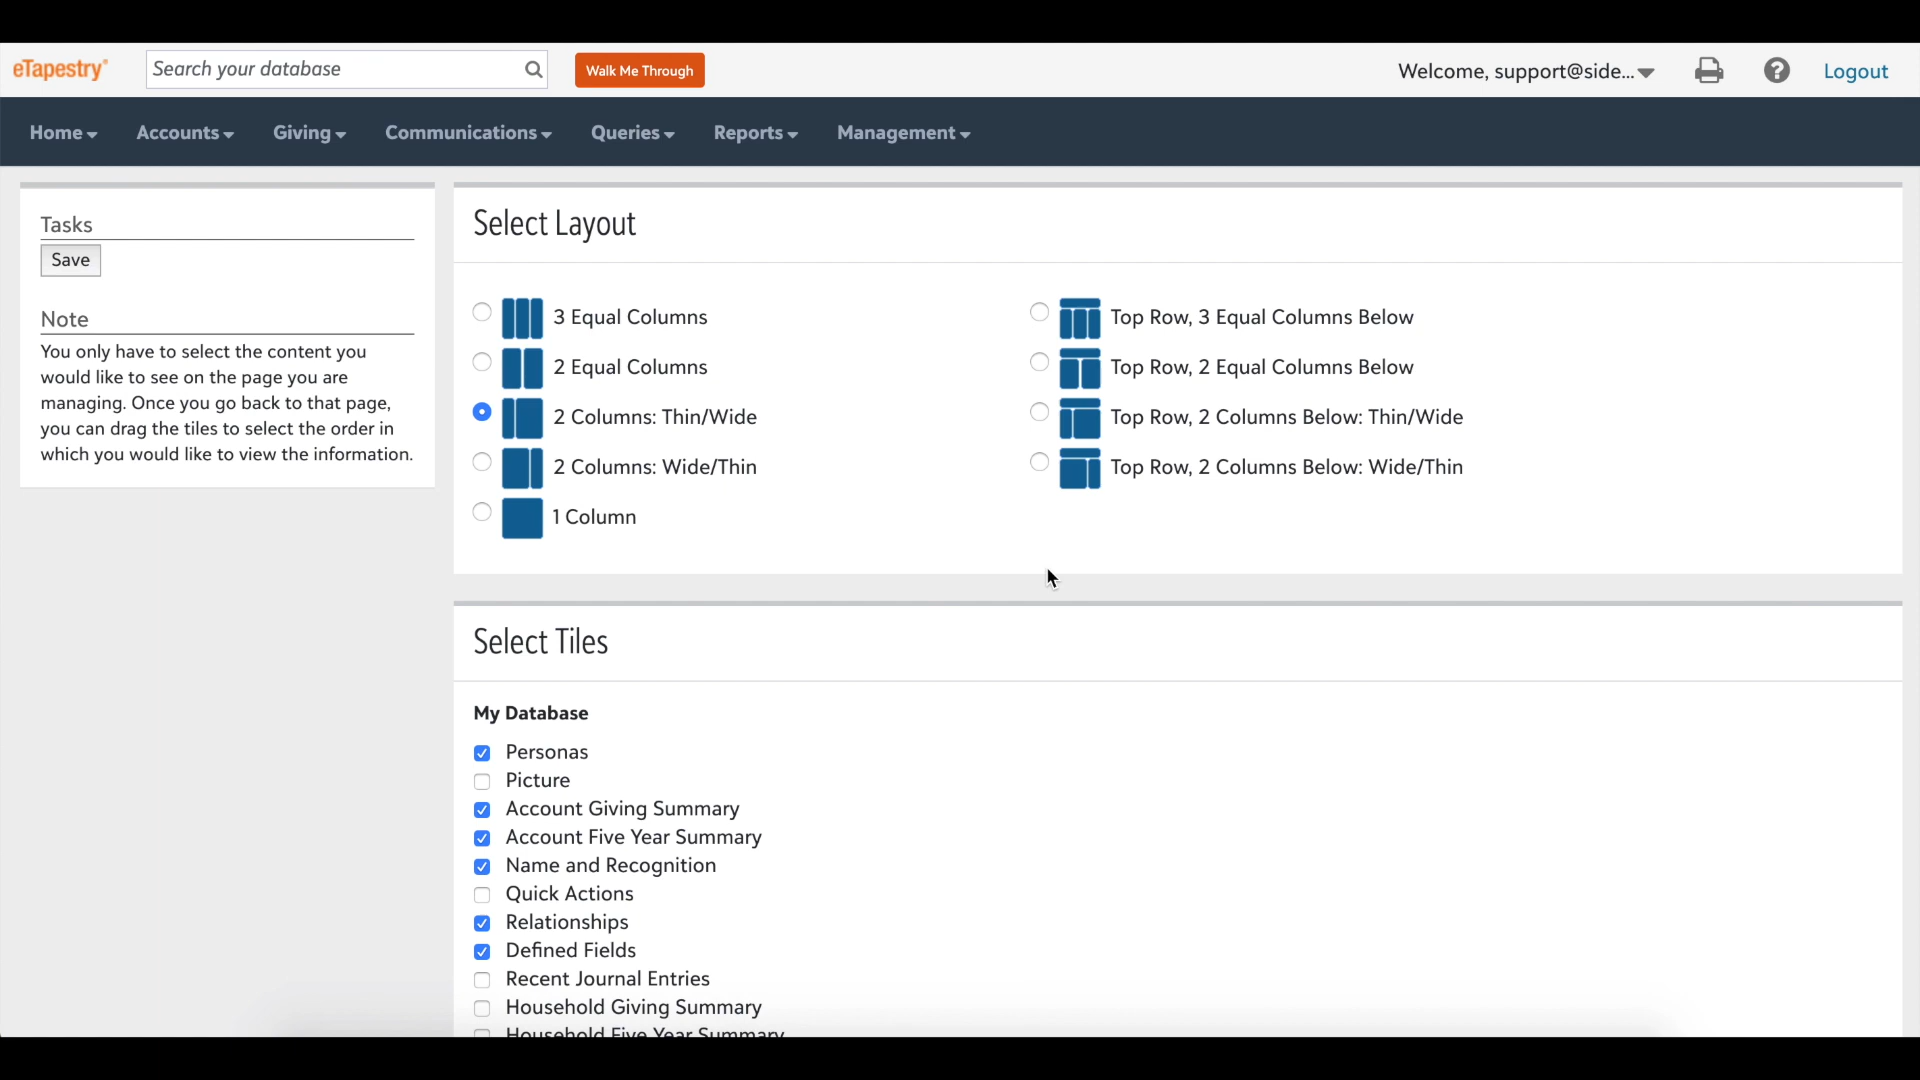 eTapestry
Search your database
Walk Me Through
Welcome, support@side...
Logout
Home
Accounts
Giving
Communications
Queries
Reports
Management
Tasks
Save
Note
You only have to select the content you
would like to see on the page you are
managing. Once you go back to that page,
you can drag the tiles to select the order in
which you would like to view the information.
Select Layout
3 Equal Columns
2 Equal Columns
2 Columns: Thin/Wide
2 Columns: Wide/Thin
1 Column
Top Row, 3 Equal Columns Below
Top Row, 2 Equal Columns Below
Top Row, 2 Columns Below: Thin/Wide
Top Row, 2 Columns Below: Wide/Thin
Select Tiles
My Database
Personas
Picture
Account Giving Summary
Account Five Year Summary
Name and Recognition
Quick Actions
Relationships
Defined Fields
Recent Journal Entries
Household Giving Summary
Household Five Year Summary